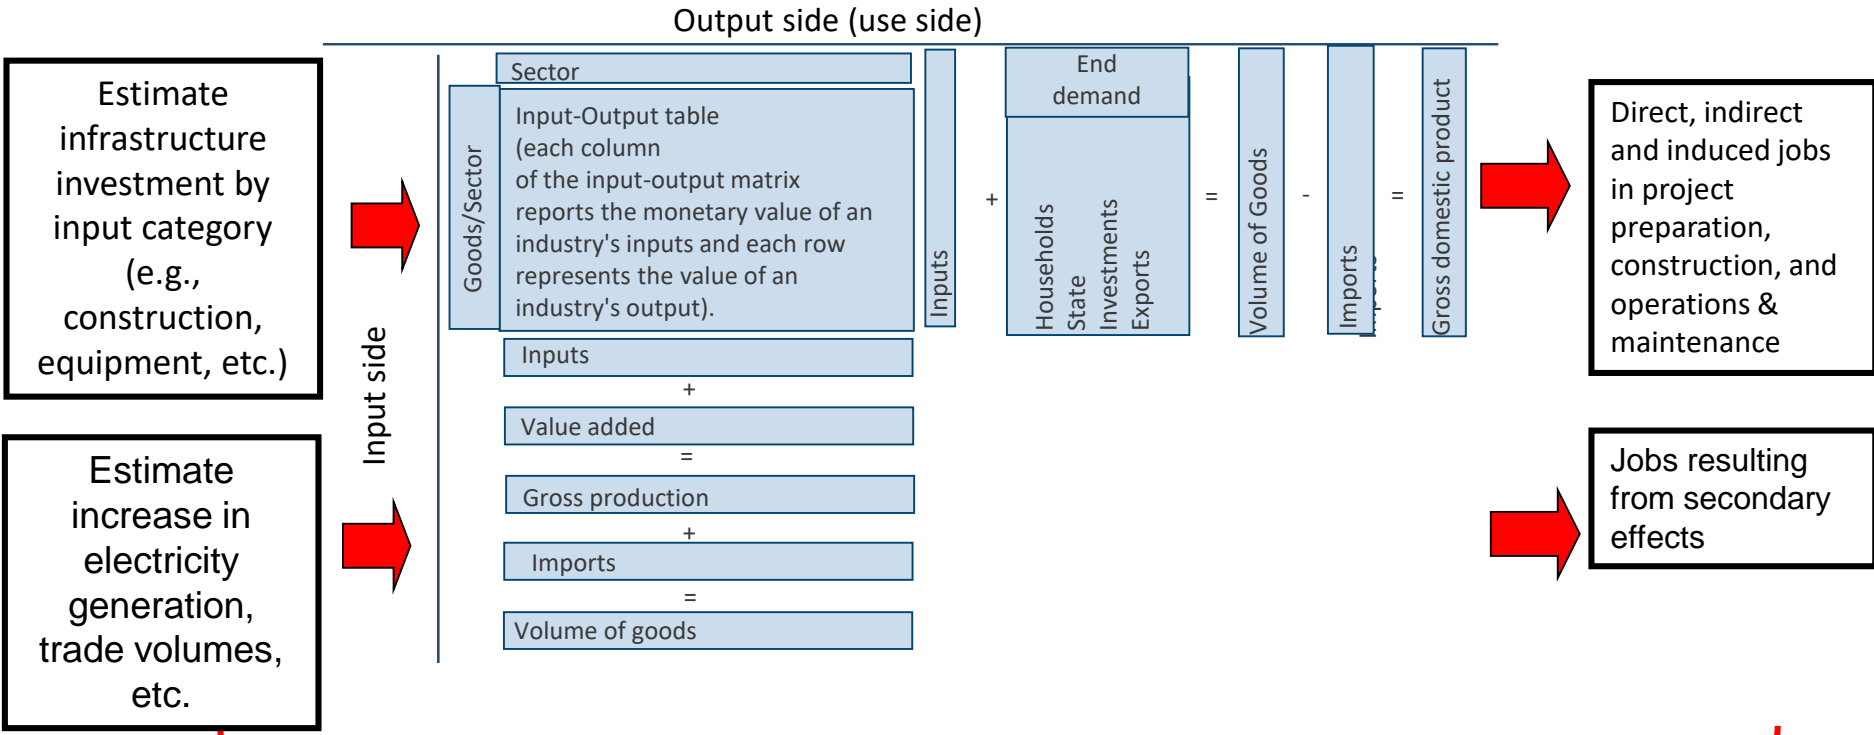 Output side (use side)
Estimate
infrastructure
investment by
input category
(e.g.,
construction,
equipment, etc.)
Estimate
increase in
electricity
generation,
trade volumes,
etc.
Input side
Goods/Sector
Sector
Input-Output table
(each column
of the input-output matrix
reports the monetary value of an
industry's inputs and each row
represents the value of an
industry's output).
Inputs
+
Value added
=
Gross production
+
Imports
=
Volume of goods
Inputs
+
End
demand
Households
State
Investments
Exports
=
Volume of Goods
-
Imports
Imports
=
Gross domestic product
Direct, indirect
and induced jobs
in project
preparation,
construction, and
operations &
maintenance
Jobs resulting
from secondary
effects